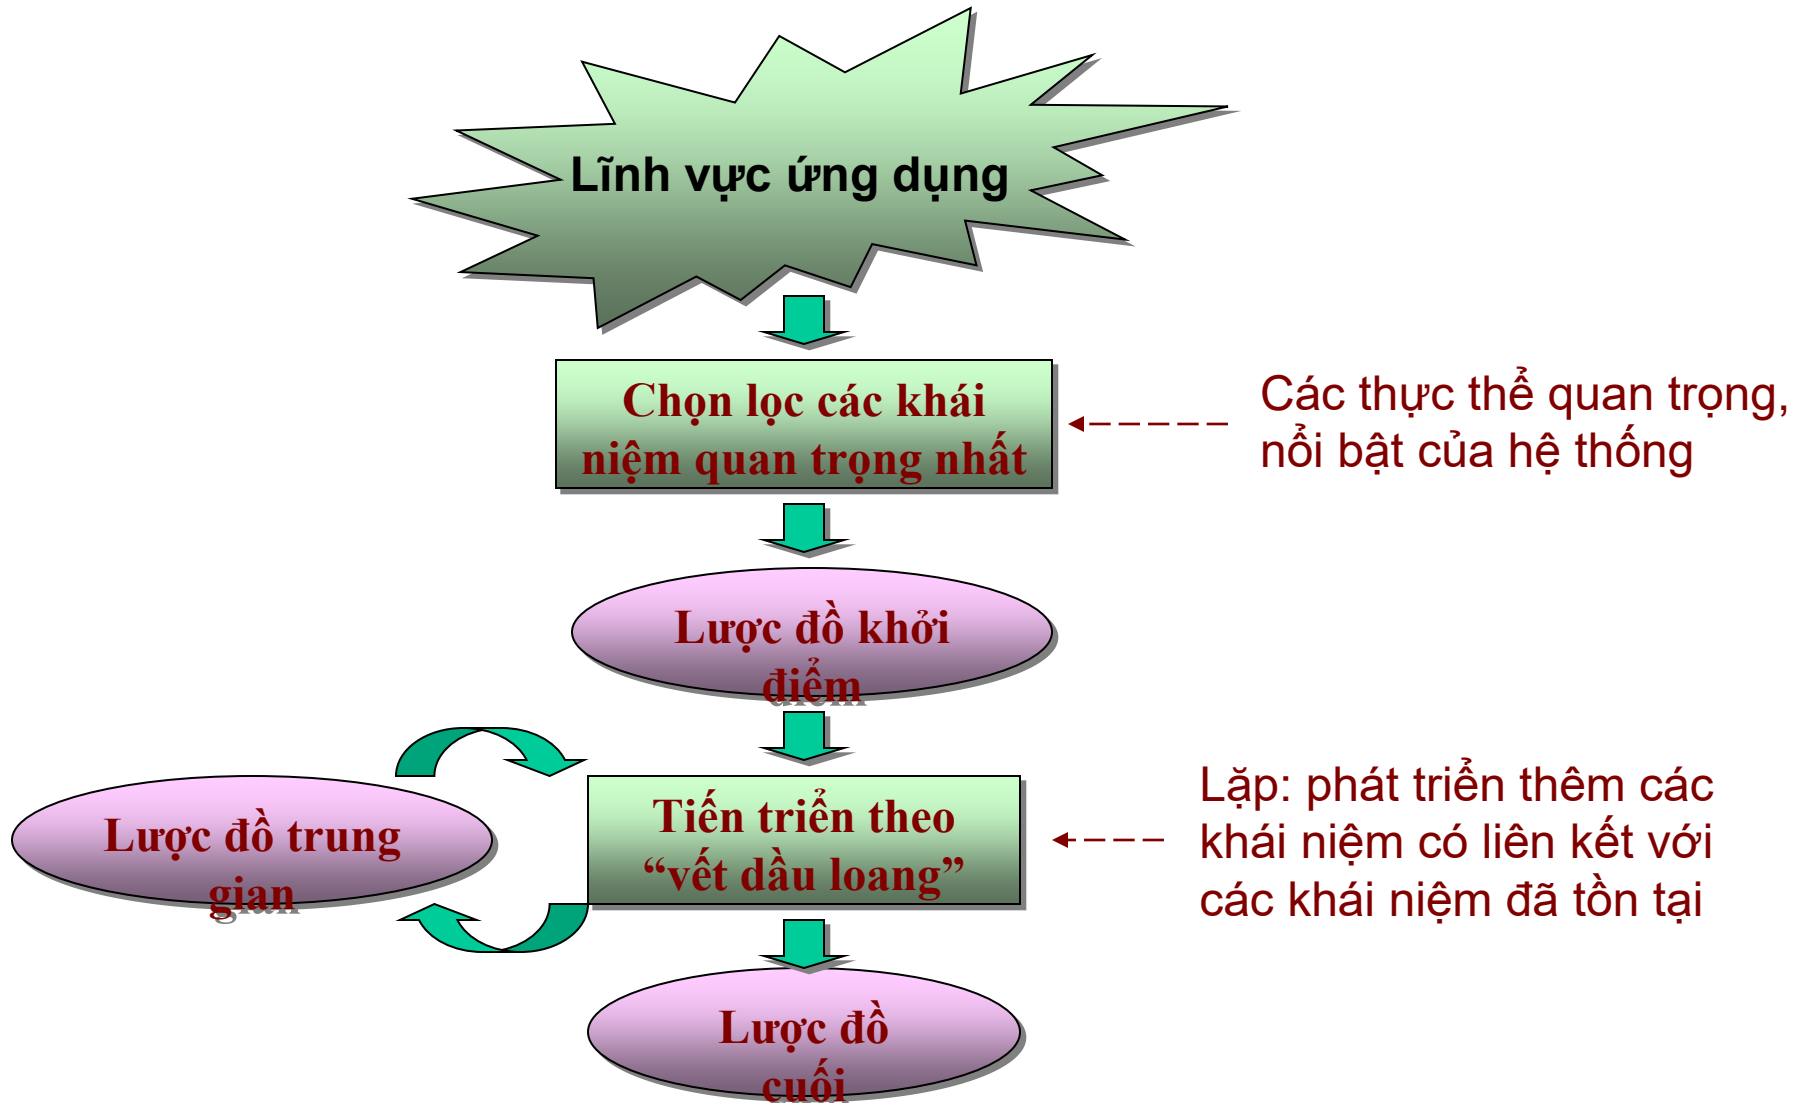 Lĩnh vực ứng dụng
Chọn lọc các khái
niệm quan trọng nhất
Các thực thể quan trọng,
nổi bật của hệ thống
Lược đồ khởi
điểm
Lược đồ trung
gian
Tiến triển theo
“vết dầu loang”
Lặp: phát triển thêm các
khái niệm có liên kết với
các khái niệm đã tồn tại
Lược đồ
cuối